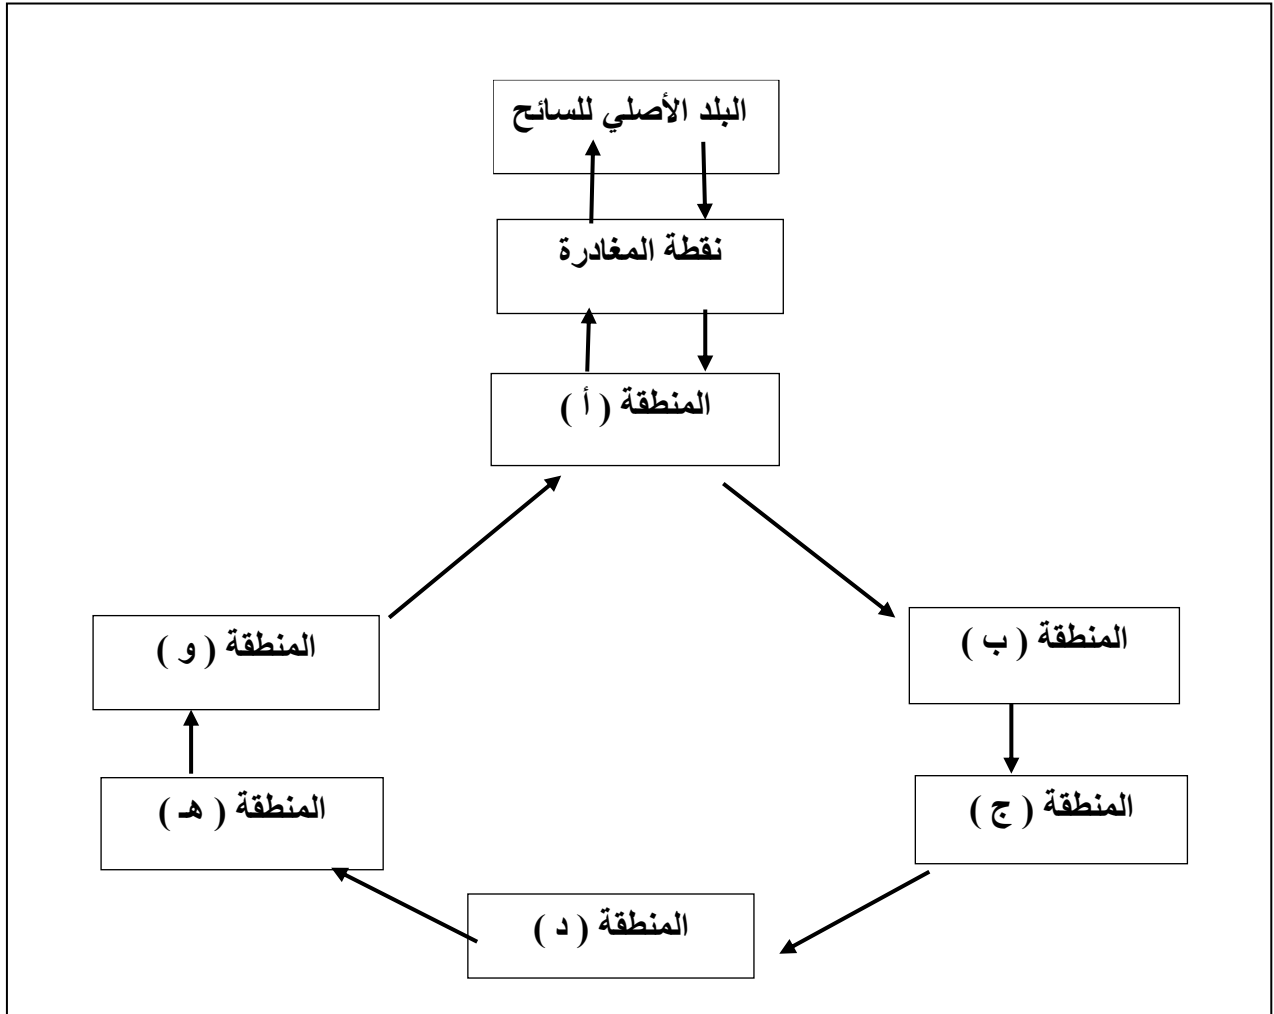 البلد الأصلي للسائح
نقطة المغادرة
المنطقة ( أ )
المنطقة ( ب )
المنطقة ( ج )
المنطقة ( د )
المنطقة ( هـ )
المنطقة ( و )